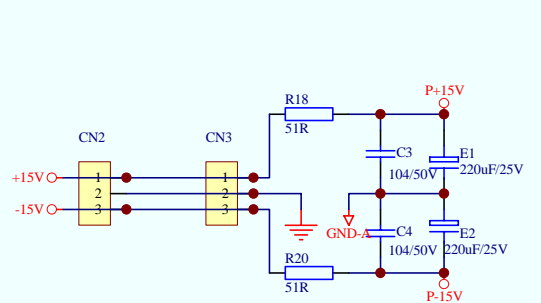 P+15V
R18
51R
CN2
CN3
C3
104/50V
E1
220uF/25V
+15V
1
1
2
2
-15V
3
3
GND-A
C4
104/50V
E2
220uF/25V
R20
51R
P-15V